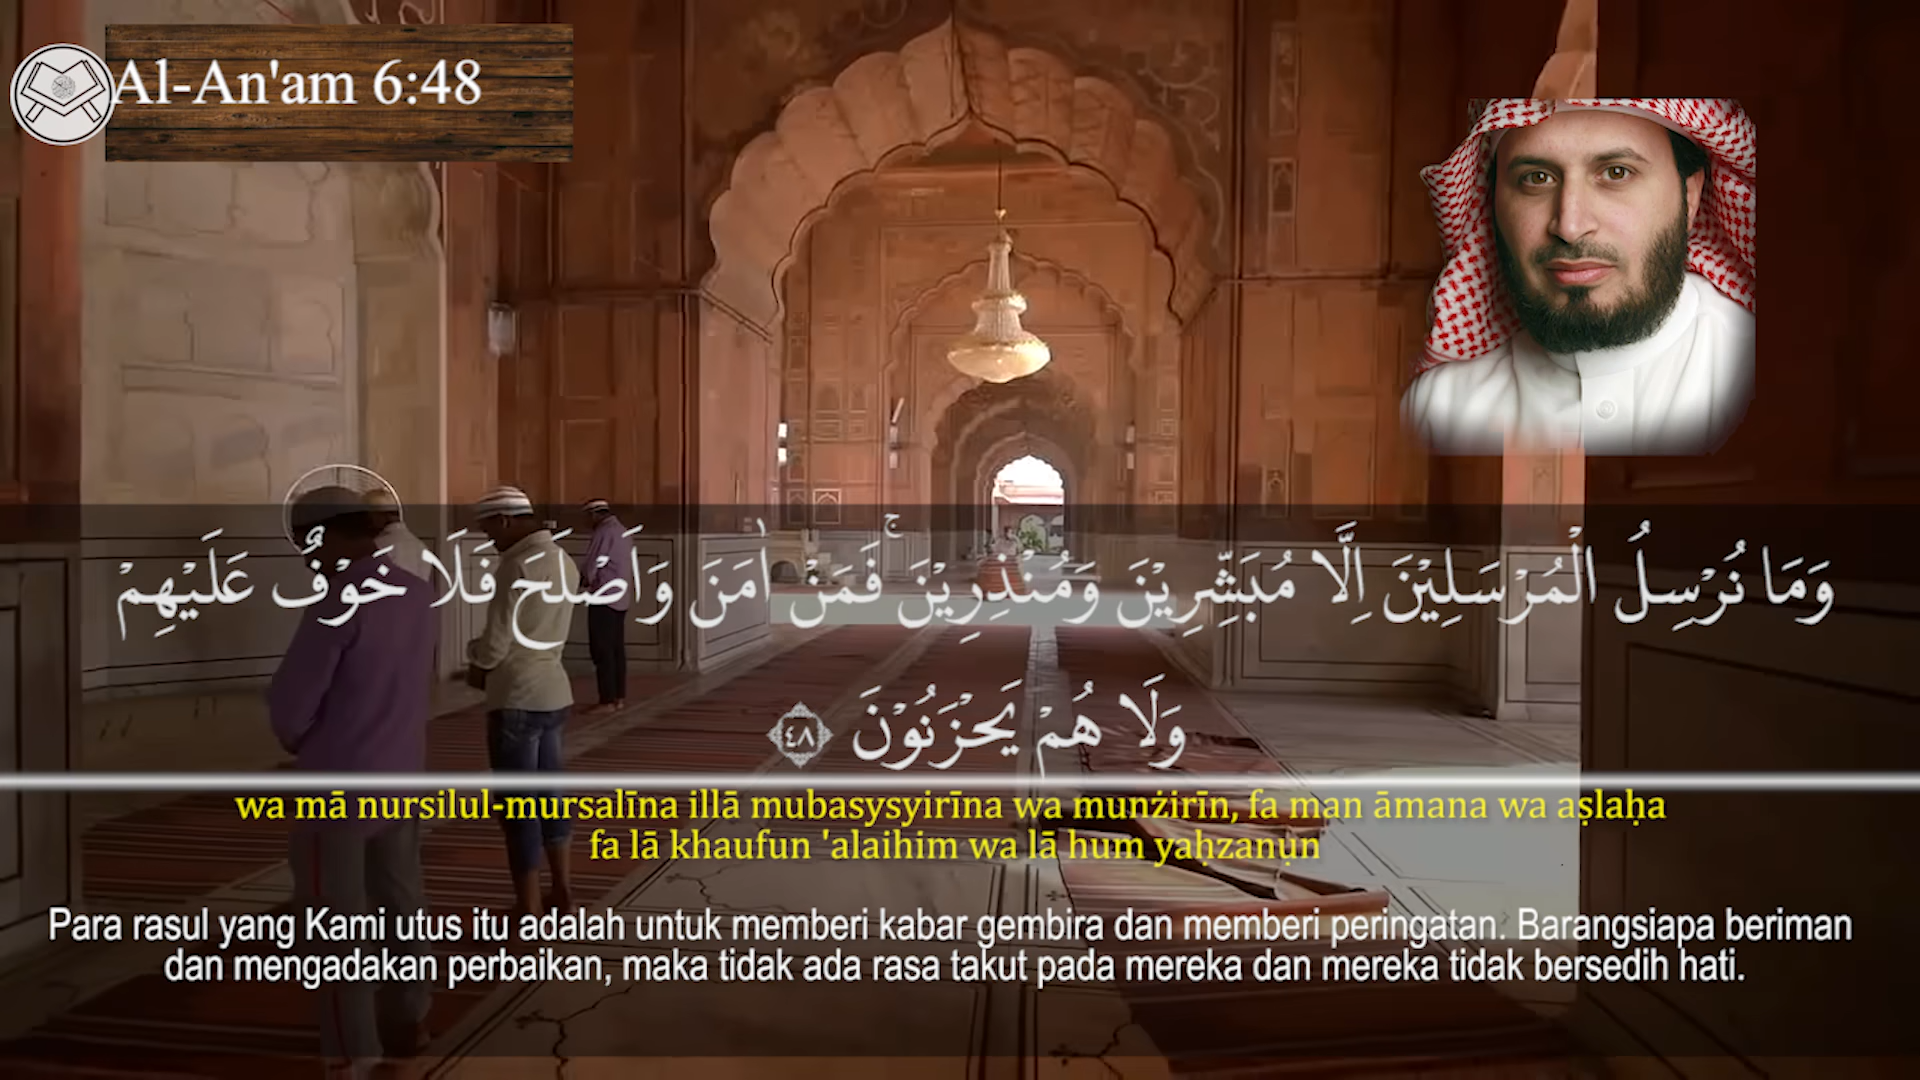 Al-An'am 6:48
وَمَا نُرْسِلُ الْمُرْسَلِيْنَ اِلَّا مُبَشِّرِيْنَ وَمُنْذِرِيْنَۚ فَمَنْ اٰمَنَ وَاَصْلَحَ فَلَا خَوْفٌ عَلَيْهِمْ
وَلَا هُمْ يَحْزَنُوْنَ ٤٨
wa mā nursilul-mursalīna illā mubasysyirīna wa munżirīn, fa man āmana wa aṣlaḥa
fa lā khaufun 'alaihim wa lā hum yaḥzanụn
Para rasul yang Kami utus itu adalah untuk memberi kabar gembira dan memberi peringatan. Barangsiapa beriman
dan mengadakan perbaikan, maka tidak ada rasa takut pada mereka dan mereka tidak bersedih hati.